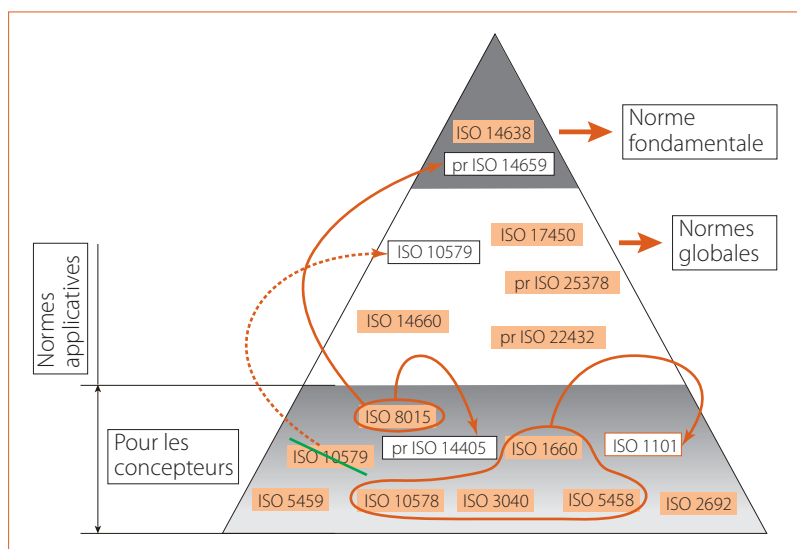 ISO 14638
Norme
fondamentale
pr ISO 14659
ISO 17450
Normes
globales
ISO 10579
pr ISO 25378
Normes
applicatives
ISO 14660
pr ISO 22432
ISO 8015
Pour les
concepteurs
ISO 10579
pr ISO 14405
ISO 1660
ISO 1101
ISO 5459
ISO 10578
ISO 3040
ISO 5458
ISO 2692